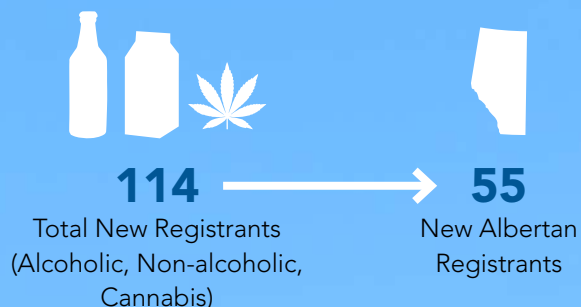 114
Total New Registrants
(Alcoholic, Non-alcoholic,
Cannabis)
55
New Albertan
Registrants